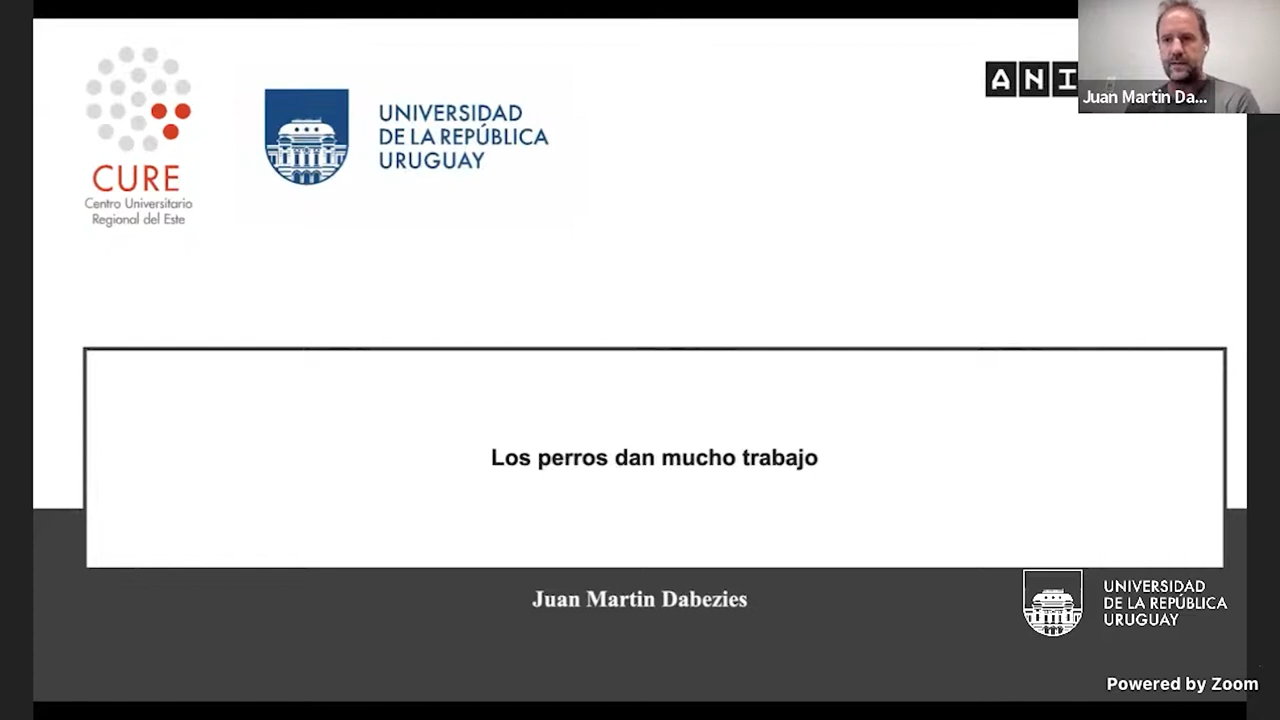 CURE
Centro Universitario
Regional del Este
UNIVERSIDAD
DE LA REPÚBLICA
URUGUAY
ANI
Juan Martin Da...
Los perros dan mucho trabajo
Juan Martin Dabezies
UNIVERSIDAD
DE LA REPÚBLICA
URUGUAY
Powered by Zoom